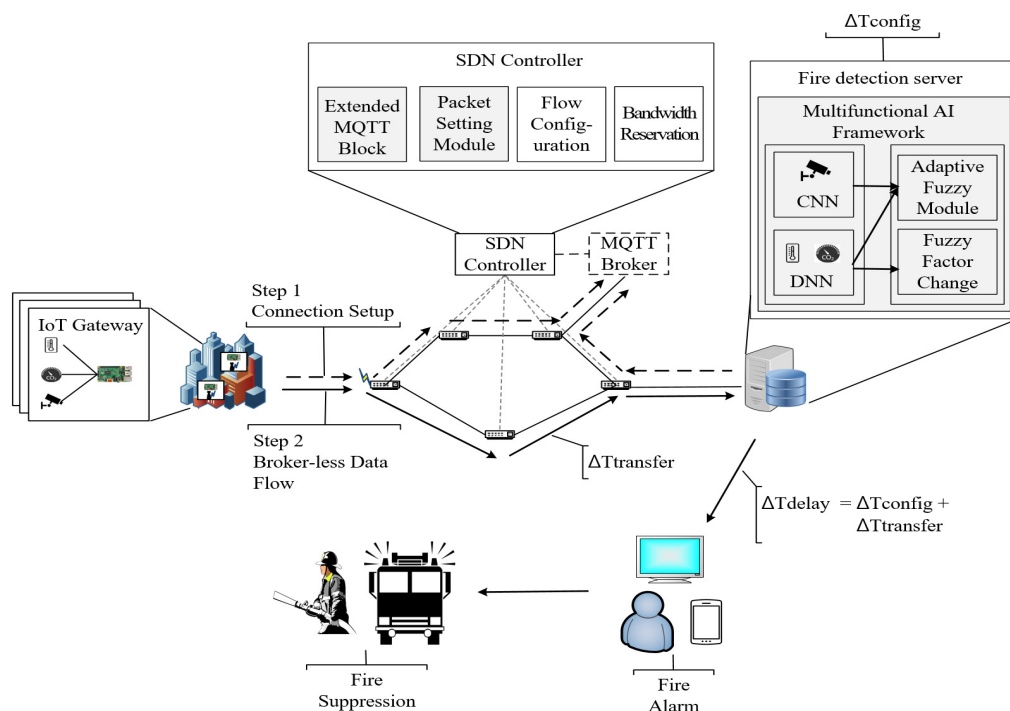 ΔTconfig
SDN Controller
Extended
MQTT
Block
Packet
Setting
Module
Flow
Config-
uration
Bandwidth
Reservation
Fire detection server
Multifunctional AI
Framework
CNN
DNN
CO₂
Adaptive
Fuzzy
Module
Fuzzy
Factor
Change
SDN
Controller
MQTT
Broker
IoT Gateway
CO₂
Step 1
Connection Setup
Step 2
Broker-less Data
Flow
ΔTtransfer
ΔTdelay = ΔTconfig +
ΔTtransfer
Fire
Suppression
Fire
Alarm